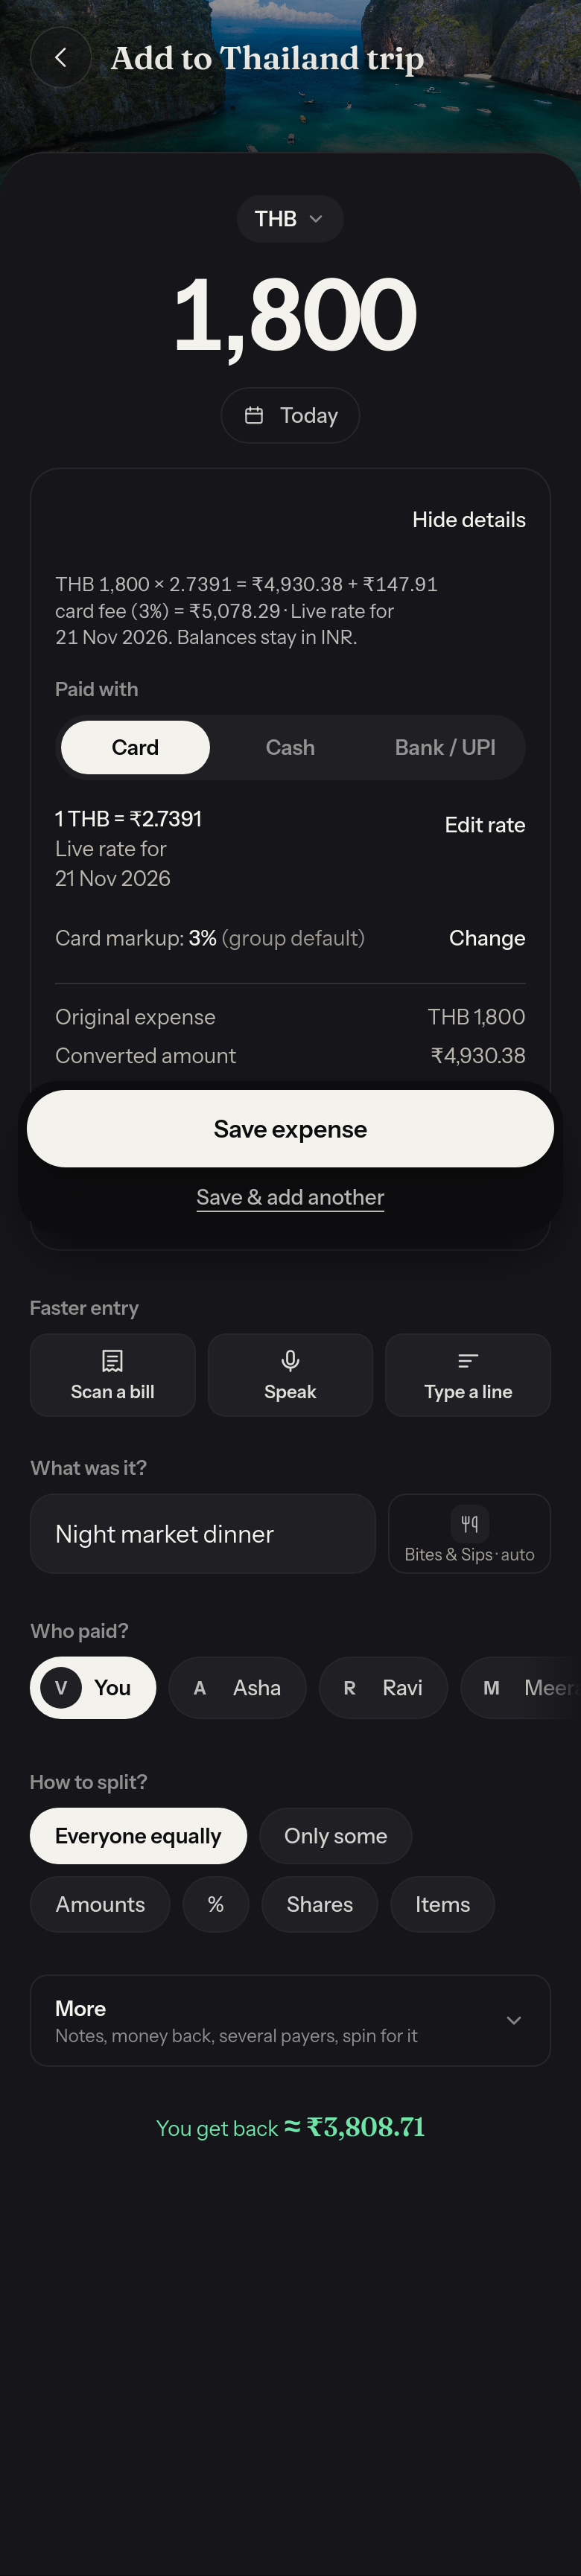 Add to Thailand trip
THB
1,800
Today
Hide details
THB 1,800 × 2.7391 = ₹4,930.38 + ₹147.91
card fee (3%) = ₹5,078.29 · Live rate for
21 Nov 2026. Balances stay in INR.
Paid with
Card Cash Bank / UPI
1 THB = ₹2.7391
Edit rate
Live rate for
21 Nov 2026
Card markup: 3% (group default) Change
Original expense THB 1,800
Converted amount ₹4,930.38
Save expense
Save & add another
Faster entry
Scan a bill Speak Type a line
What was it?
Night market dinner
Bites & Sips · auto
Who paid?
V You A Asha R Ravi M
How to split?
Everyone equally Only some
Amounts % Shares Items
More
Notes, money back, several payers, spin for it
You get back ≈ ₹3,808.71